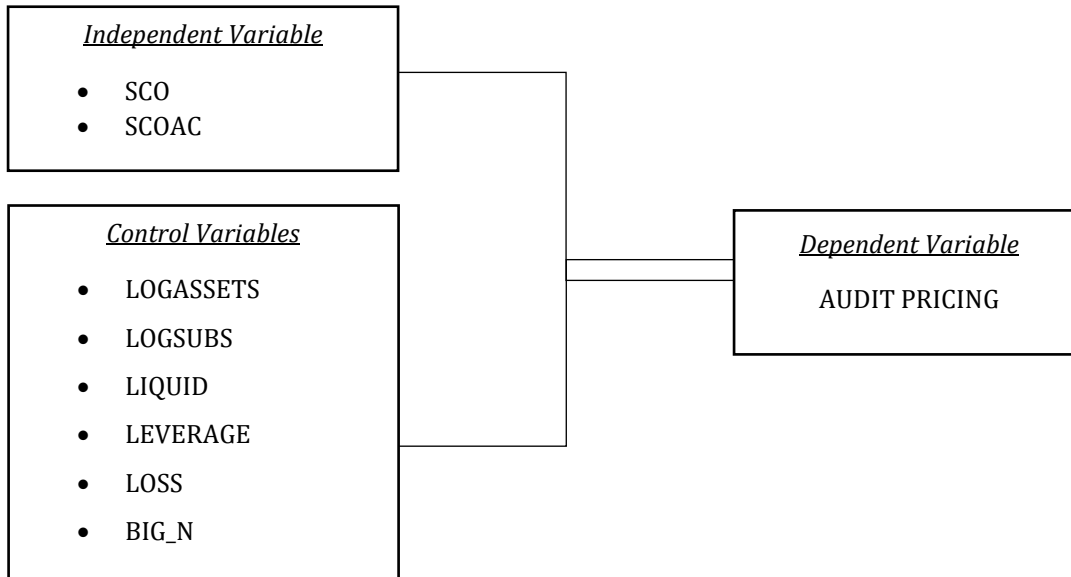 Independent Variable
• SCO
• SCOAC
Control Variables
• LOGASSETS
• LOGSUBS
• LIQUID
• LEVERAGE
• LOSS
• BIG_N
Dependent Variable
AUDIT PRICING